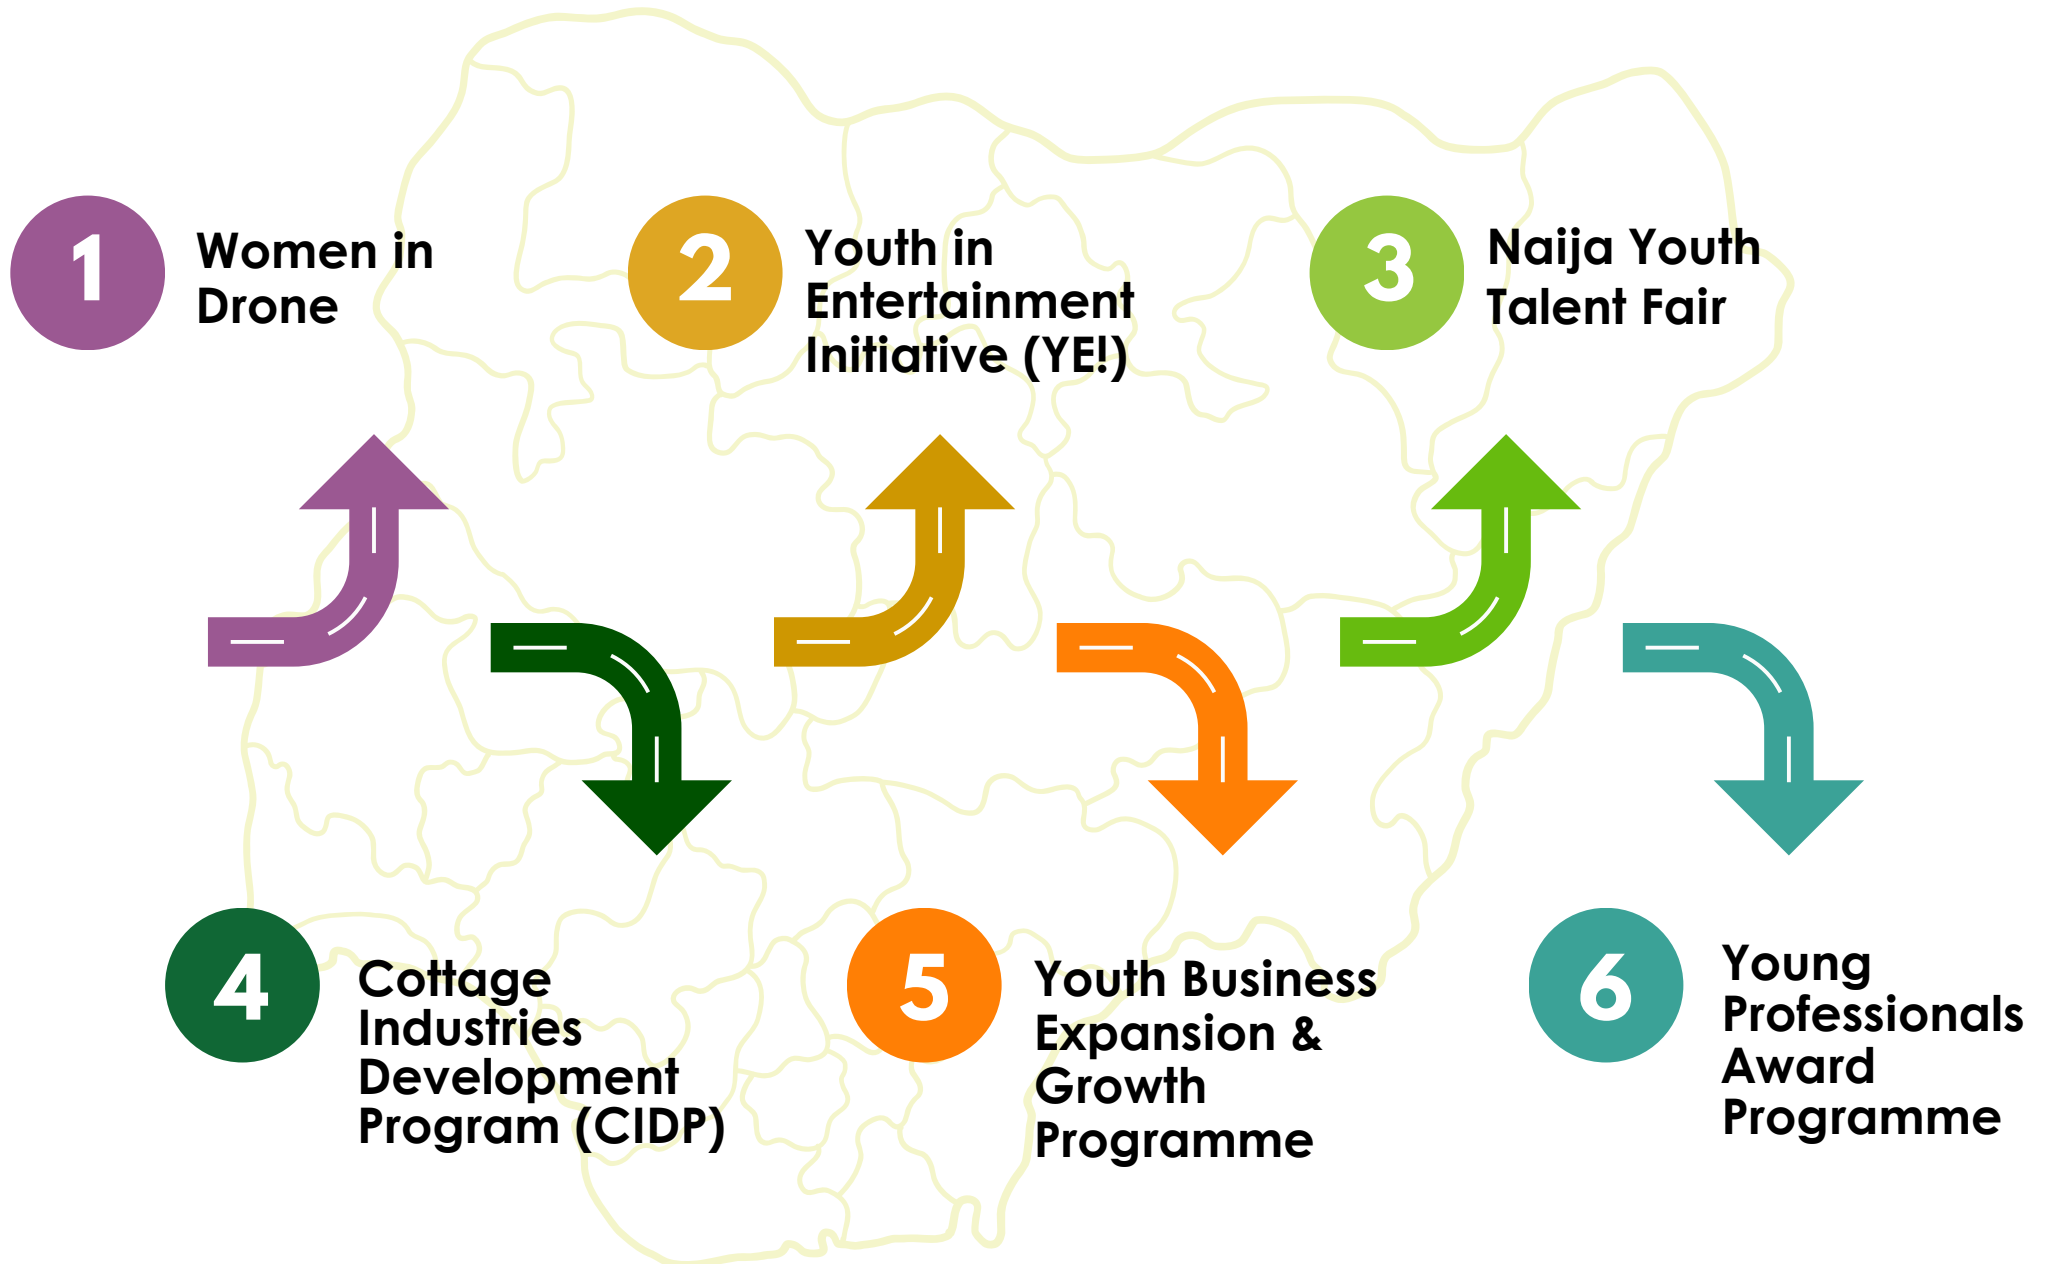 1
Women in
Drone
2
Youth in
Entertainment
Initiative (YE!)
3
Naija Youth
Talent Fair
4
Cottage
Industries
Development
Program (CIDP)
5
Youth Business
Expansion &
Growth
Programme
6
Young
Professionals
Award
Programme